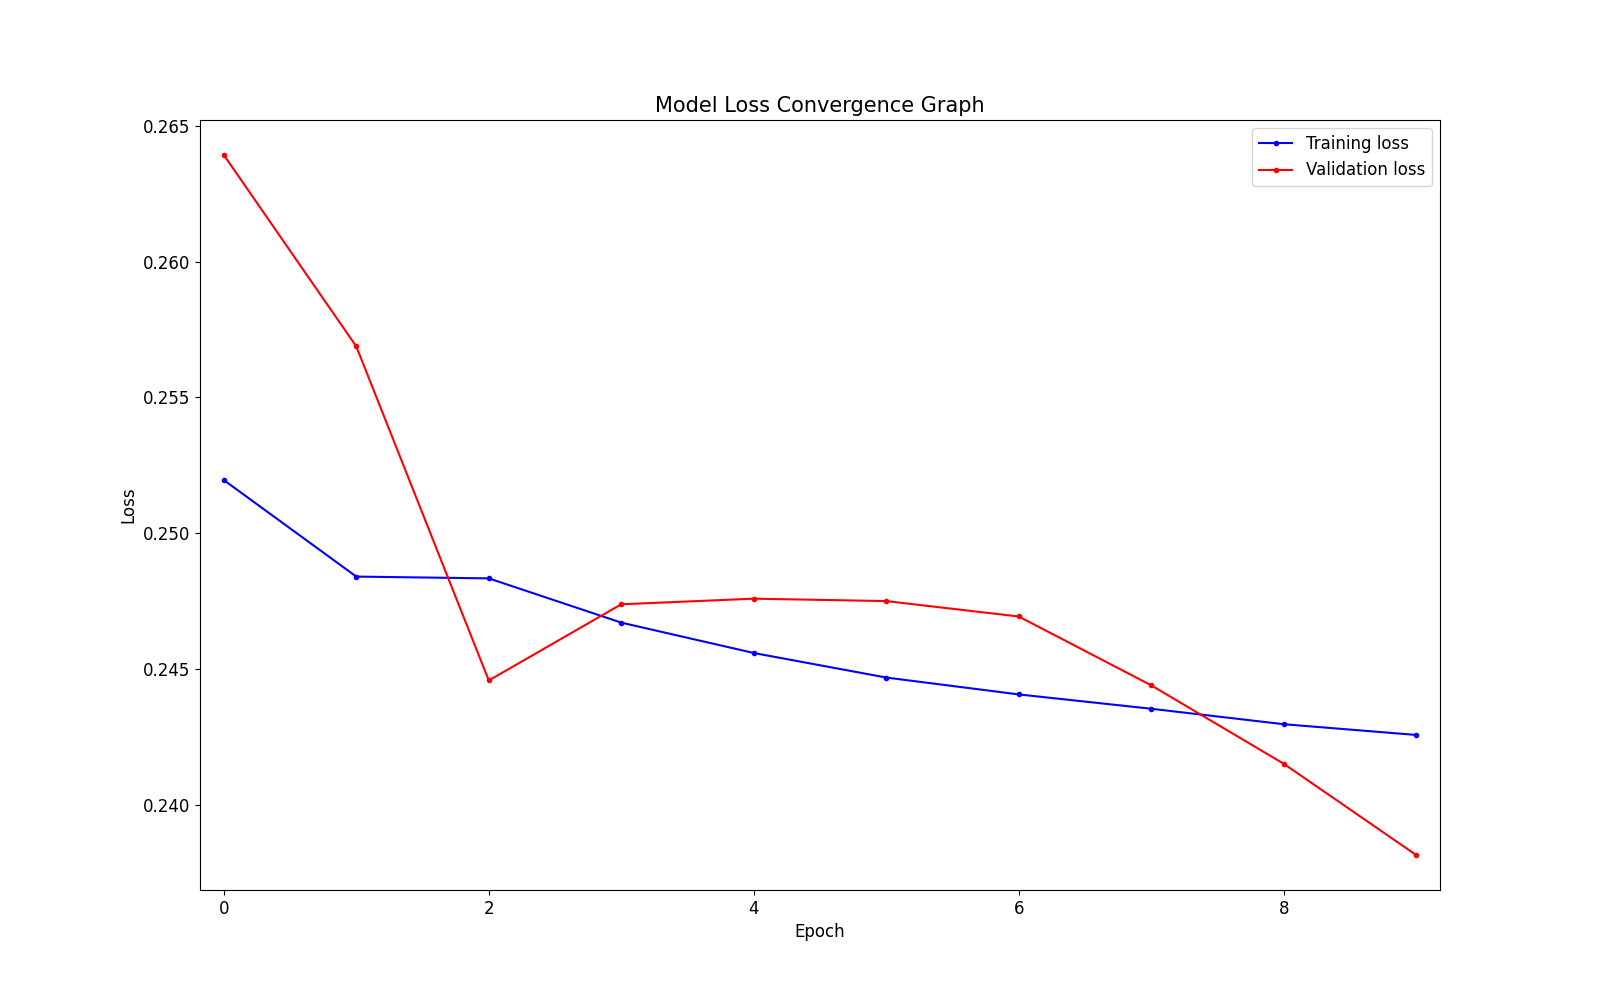 Model Loss Convergence Graph
Training loss
Validation loss
0.265
0.260
0.255
0.250
0.245
0.240
Loss
0 2 4 6 8
Epoch